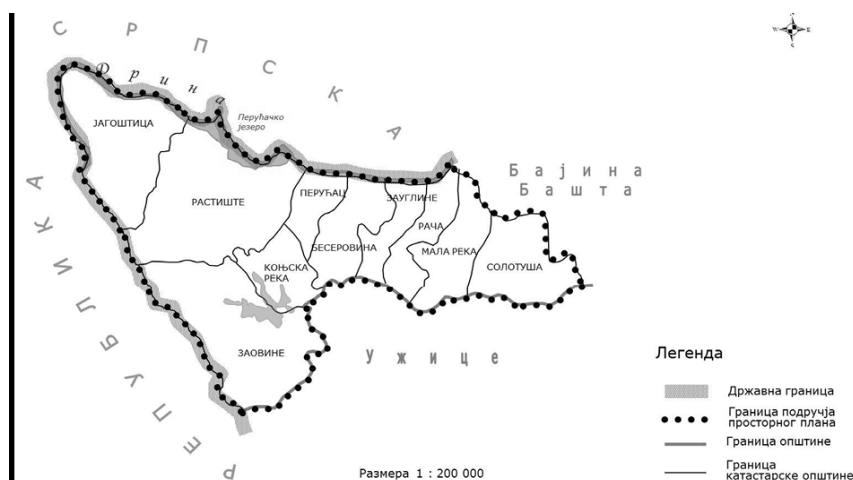 РЕПУБЛИКА СРПСКА
Дрина
Перућачко
језеро
ЈАГОШТИЦА
РАСТИШТЕ
ПЕРУЋАЦ
ЗАУГЛИНЕ
РАЧА
БЕСЕРОВИНА
МАЛА РЕКА
КОЊСКА
РЕКА
СОЛОТУША
ЗАОВИНЕ
Бајина
Башта
Ужице
W E
S
Легенда
Државна граница
Граница подручја
просторног плана
Граница општине
Граница
катастарске општине
Размера 1 : 200 000